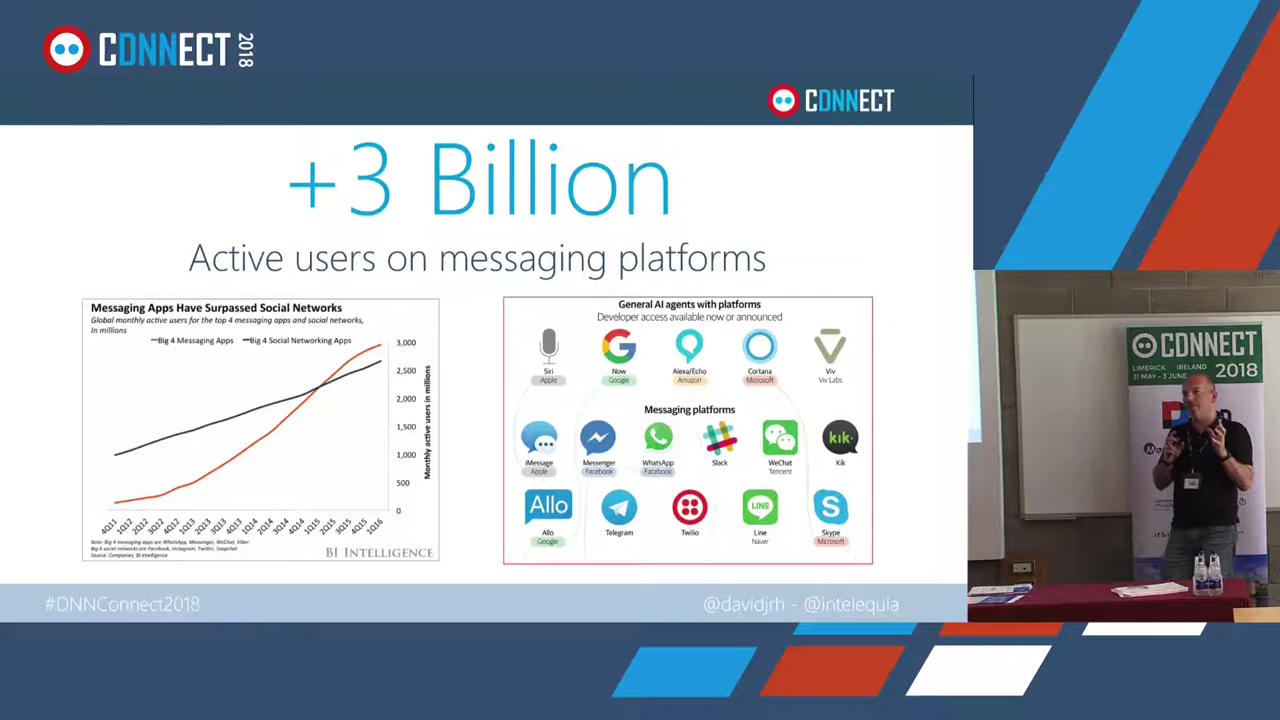 CDNNECT 2018
CDNNECT
+3 Billion
Active users on messaging platforms
Messaging Apps Have Surpassed Social Networks
Global monthly active users for the top 4 messaging apps and social networks,
In millions
Big 4 Messaging Apps
Big 4 Social Networking Apps
3,000
2,500
2,000
1,500
1,000
500
0
Monthly active users in millions
4Q11 1Q12 2Q12 3Q12 4Q12 1Q13 2Q13 3Q13 4Q13 1Q14 2Q14 3Q14 4Q14 1Q15 2Q15 3Q15 4Q15 1Q16
Note: Big 4 messaging apps are WhatsApp, Messenger, WeChat, Viber.
Big 4 social networks are Facebook, Instagram, Twitter, Snapchat
Source: Companies, BI Intelligence
BI INTELLIGENCE
General AI agents with platforms
Developer access available now or announced
Siri Now Alexa/Echo Cortana Viv
Apple Google Amazon Microsoft Viv Labs
Messaging platforms
kik·
iMessage Messenger WhatsApp Slack WeChat Kik
Apple Facebook Facebook Tencent
Allo LINE
Allo Telegram Twilio Line Skype
Google Naver Microsoft
#DNNConnect2018
@davidjrh - @intelequia
CDNNECT
LIMERICK IRELAND
31 MAY - 3 JUNE
2018